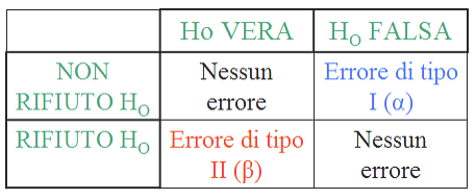 Ho VERA
HO FALSA
NON
RIFIUTO HO
Nessun
errore
Errore di tipo
I (α)
RIFIUTO HO
Errore di tipo
II (β)
Nessun
errore